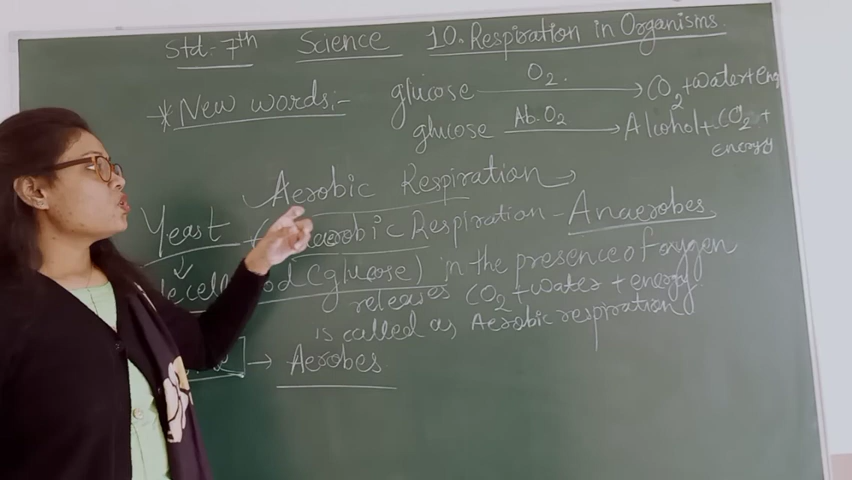 Std:- 7th Science 10. Respiration in Organisms.
* New words:-
glucose O2. → CO2 + water + eng
glucose Ab. O2 → Alcohol + CO2 + energy
Aerobic Respiration →
Yeast Respiration - Anaerobes
(glucose) in the presence of oxygen
releases CO2 + water + energy.
is called as Aerobic respiration
→ Aerobes